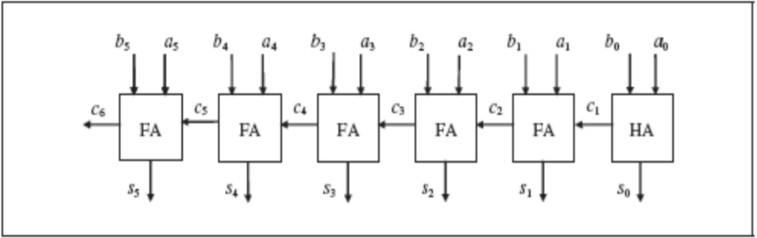 b₅ a₅ b₄ a₄ b₃ a₃ b₂ a₂ b₁ a₁ b₀ a₀
c₆ c₅ c₄ c₃ c₂ c₁
FA FA FA FA FA HA
s₅ s₄ s₃ s₂ s₁ s₀